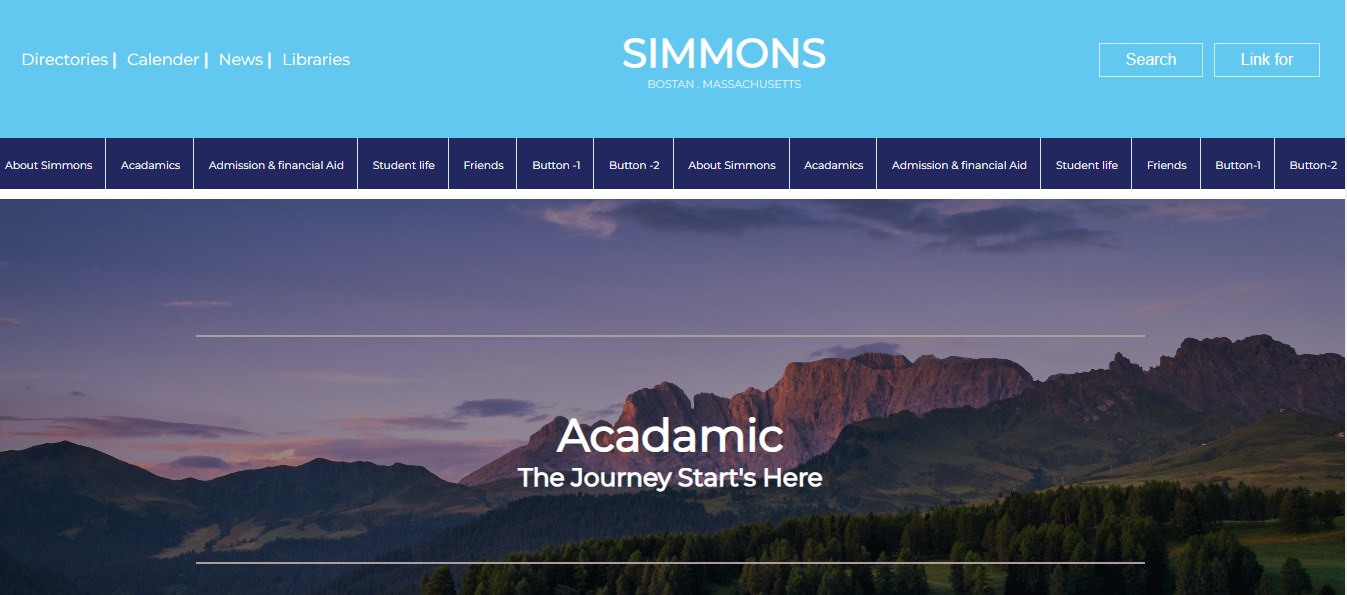 Directories | Calender | News | Libraries
SIMMONS
BOSTAN . MASSACHUSETTS
Search
Link for
About Simmons Acadamics Admission & financial Aid Student life Friends Button -1 Button -2 About Simmons Acadamics Admission & financial Aid Student life Friends Button-1 Button-2
Acadamic
The Journey Start's Here